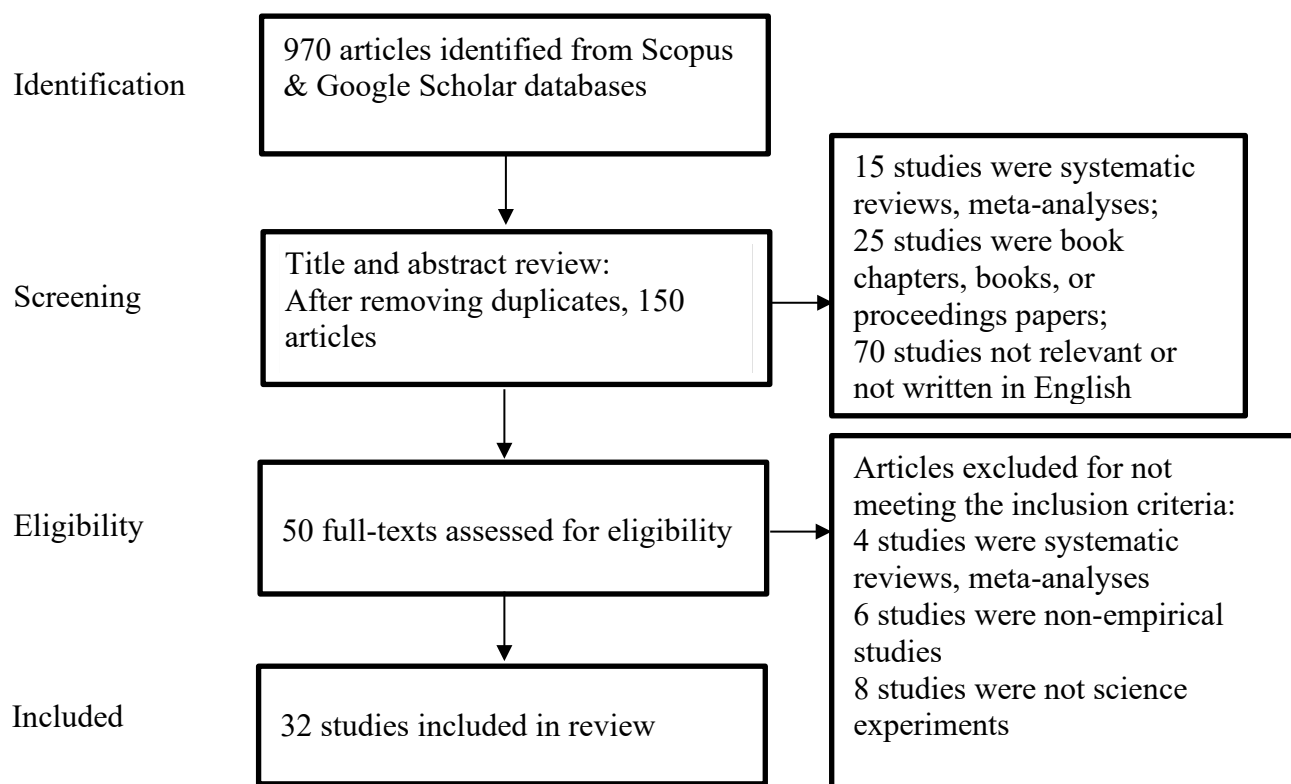 Identification
970 articles identified from Scopus
& Google Scholar databases
Screening
Title and abstract review:
After removing duplicates, 150
articles
15 studies were systematic
reviews, meta-analyses;
25 studies were book
chapters, books, or
proceedings papers;
70 studies not relevant or
not written in English
Eligibility
50 full-texts assessed for eligibility
Articles excluded for not
meeting the inclusion criteria:
4 studies were systematic
reviews, meta-analyses
6 studies were non-empirical
studies
8 studies were not science
experiments
Included
32 studies included in review